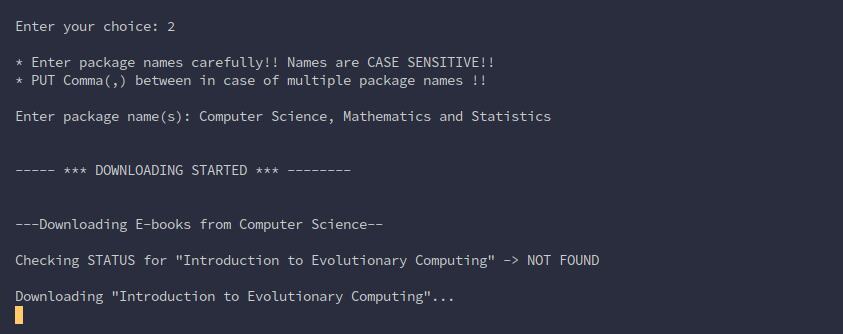 Enter your choice: 2
* Enter package names carefully!! Names are CASE SENSITIVE!!
* PUT Comma(,) between in case of multiple package names !!
Enter package name(s): Computer Science, Mathematics and Statistics
----- *** DOWNLOADING STARTED *** --------
---Downloading E-books from Computer Science--
Checking STATUS for "Introduction to Evolutionary Computing" -> NOT FOUND
Downloading "Introduction to Evolutionary Computing"...